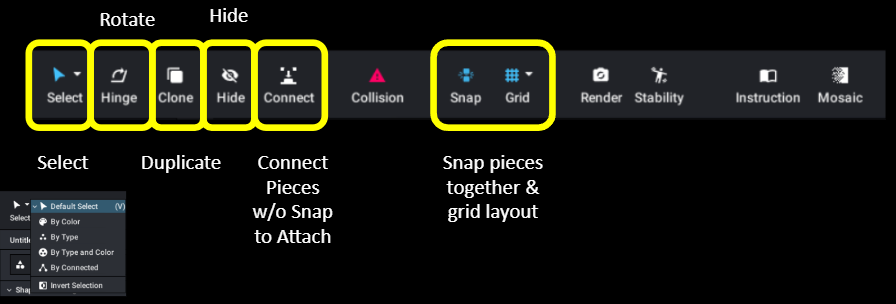 Rotate
Hide
Select
Hinge
Clone
Hide
Connect
Collision
Snap
Grid
Render
Stability
Instruction
Mosaic
Select
Duplicate
Connect
Pieces
w/o Snap
to Attach
Snap pieces
together &
grid layout
Select
Default Select (V)
By Color
By Type
By Type and Color
By Connected
Invert Selection